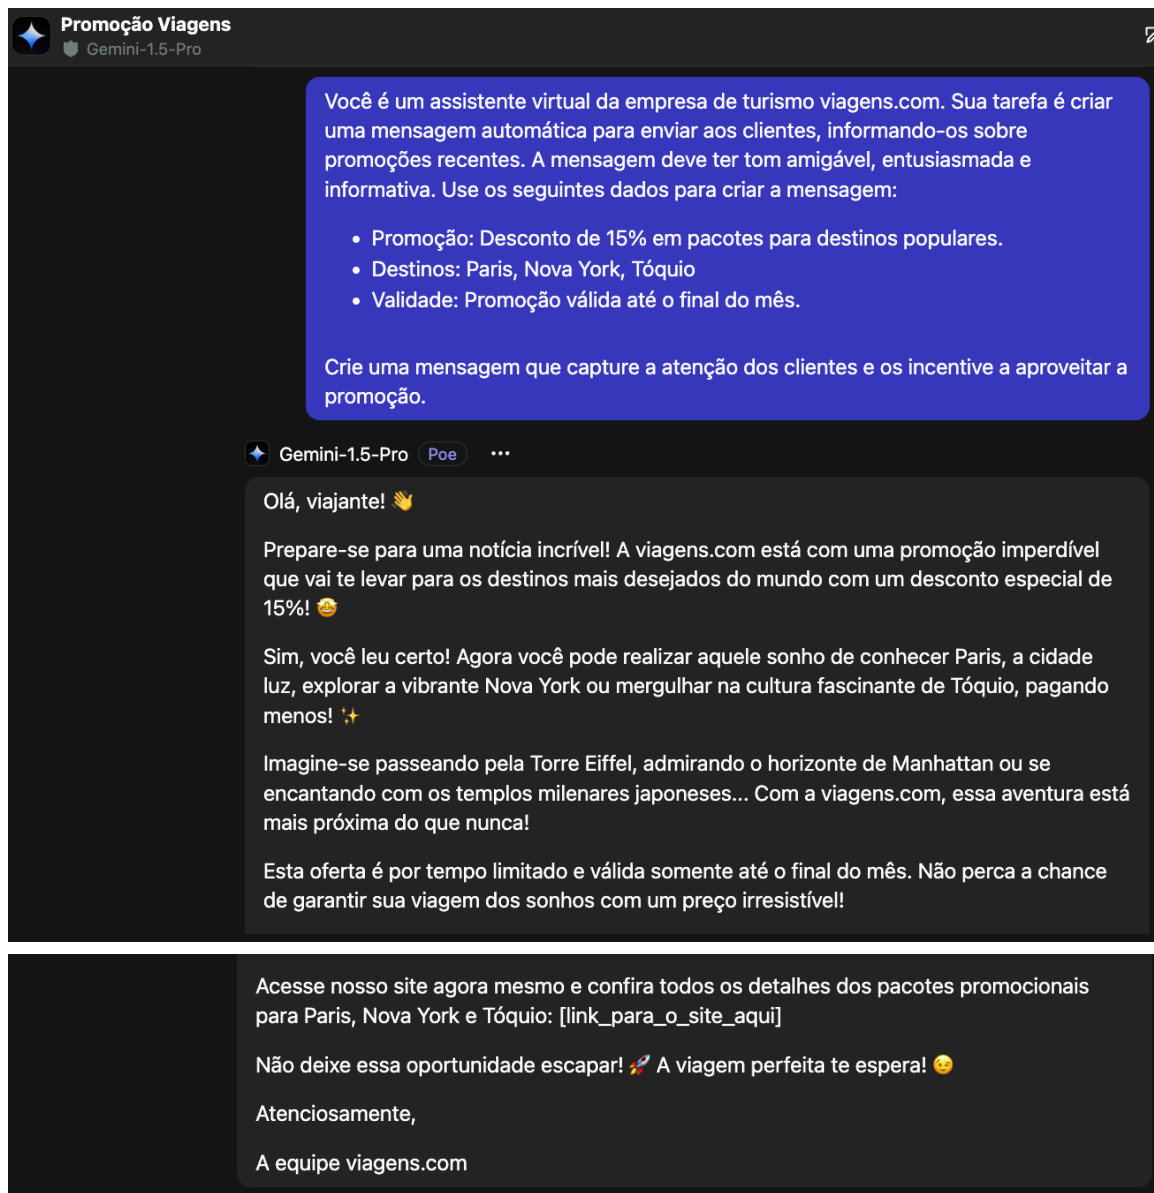 Promoção Viagens
Gemini-1.5-Pro
Você é um assistente virtual da empresa de turismo viagens.com. Sua tarefa é criar
uma mensagem automática para enviar aos clientes, informando-os sobre
promoções recentes. A mensagem deve ter tom amigável, entusiasmada e
informativa. Use os seguintes dados para criar a mensagem:
• Promoção: Desconto de 15% em pacotes para destinos populares.
• Destinos: Paris, Nova York, Tóquio
• Validade: Promoção válida até o final do mês.
Crie uma mensagem que capture a atenção dos clientes e os incentive a aproveitar a
promoção.
Gemini-1.5-Pro Poe ...
Olá, viajante! 👋
Prepare-se para uma notícia incrível! A viagens.com está com uma promoção imperdível
que vai te levar para os destinos mais desejados do mundo com um desconto especial de
15%! 🤩
Sim, você leu certo! Agora você pode realizar aquele sonho de conhecer Paris, a cidade
luz, explorar a vibrante Nova York ou mergulhar na cultura fascinante de Tóquio, pagando
menos! ✨
Imagine-se passeando pela Torre Eiffel, admirando o horizonte de Manhattan ou se
encantando com os templos milenares japoneses... Com a viagens.com, essa aventura está
mais próxima do que nunca!
Esta oferta é por tempo limitado e válida somente até o final do mês. Não perca a chance
de garantir sua viagem dos sonhos com um preço irresistível!
Acesse nosso site agora mesmo e confira todos os detalhes dos pacotes promocionais
para Paris, Nova York e Tóquio: [link_para_o_site_aqui]
Não deixe essa oportunidade escapar! 🚀 A viagem perfeita te espera! 😉
Atenciosamente,
A equipe viagens.com